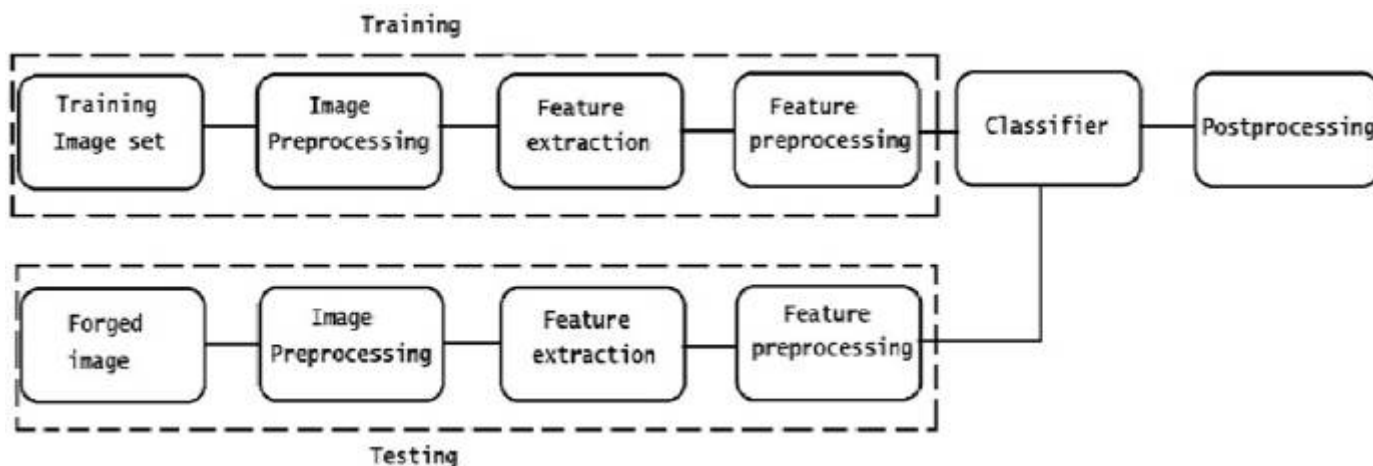 Training
Training
Image set
Image
Preprocessing
Feature
extraction
Feature
preprocessing
Classifier
Postprocessing
Forged
image
Image
Preprocessing
Feature
extraction
Feature
preprocessing
Testing